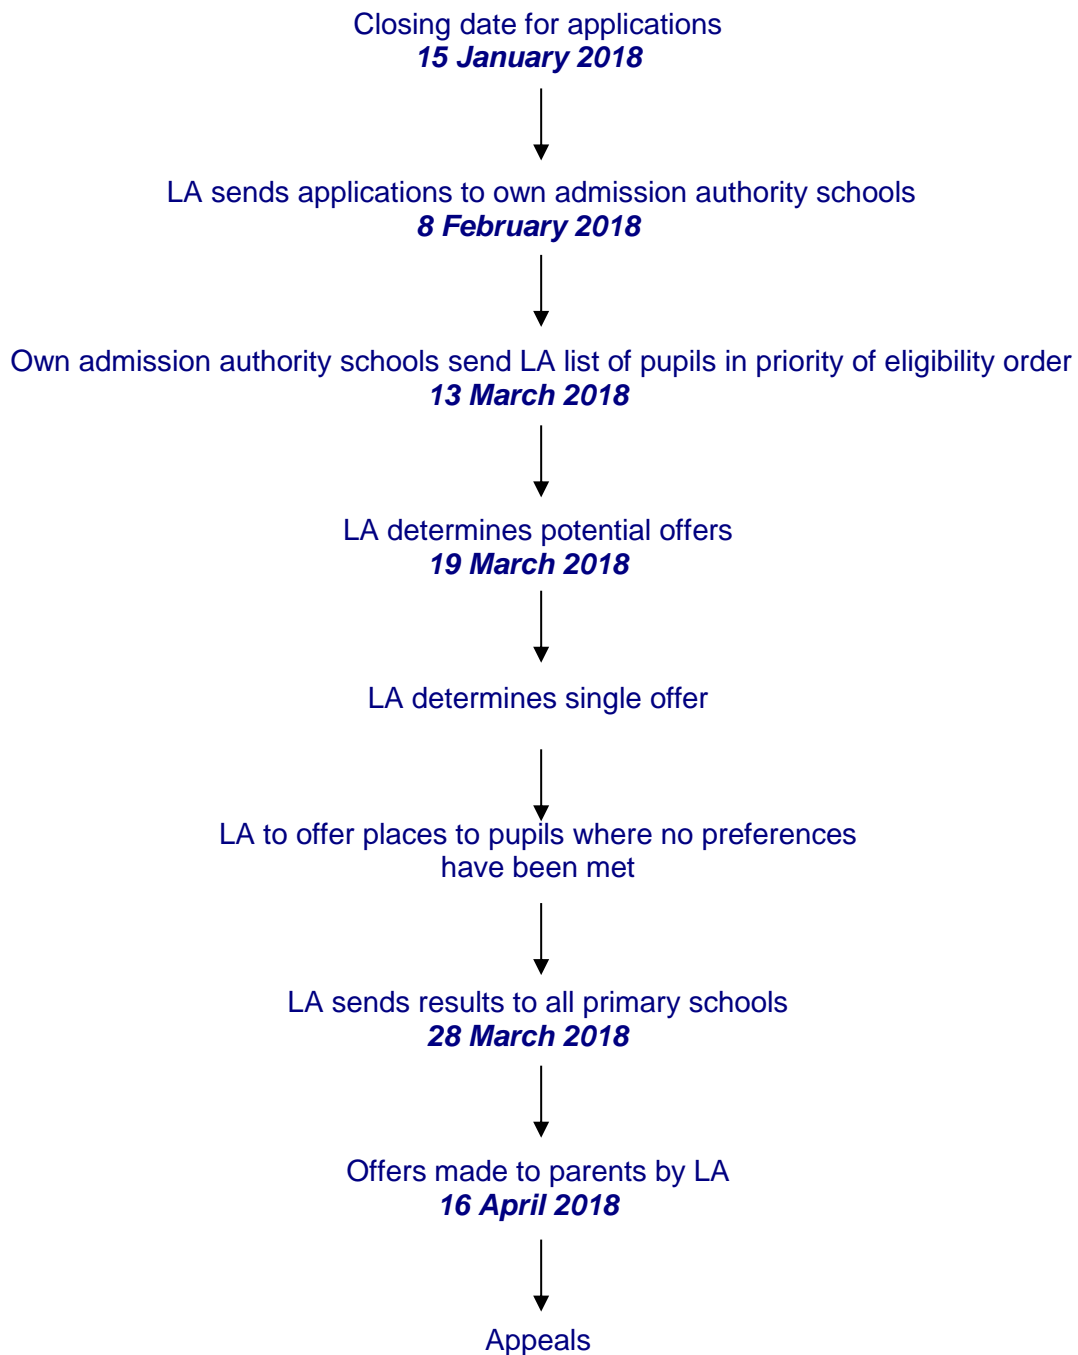 Closing date for applications
15 January 2018
LA sends applications to own admission authority schools
8 February 2018
Own admission authority schools send LA list of pupils in priority of eligibility order
13 March 2018
LA determines potential offers
19 March 2018
LA determines single offer
LA to offer places to pupils where no preferences
have been met
LA sends results to all primary schools
28 March 2018
Offers made to parents by LA
16 April 2018
Appeals